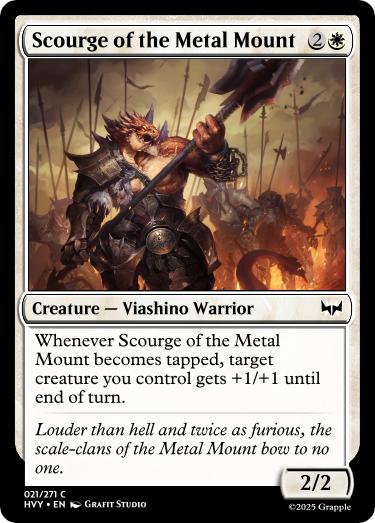 Scourge of the Metal Mount 2
Creature — Viashino Warrior
Whenever Scourge of the Metal
Mount becomes tapped, target
creature you control gets +1/+1 until
end of turn.
Louder than hell and twice as furious, the
scale-clans of the Metal Mount bow to no
one.
2/2
021/271 C
HVY • EN Grafit Studio
©2025 Grapple